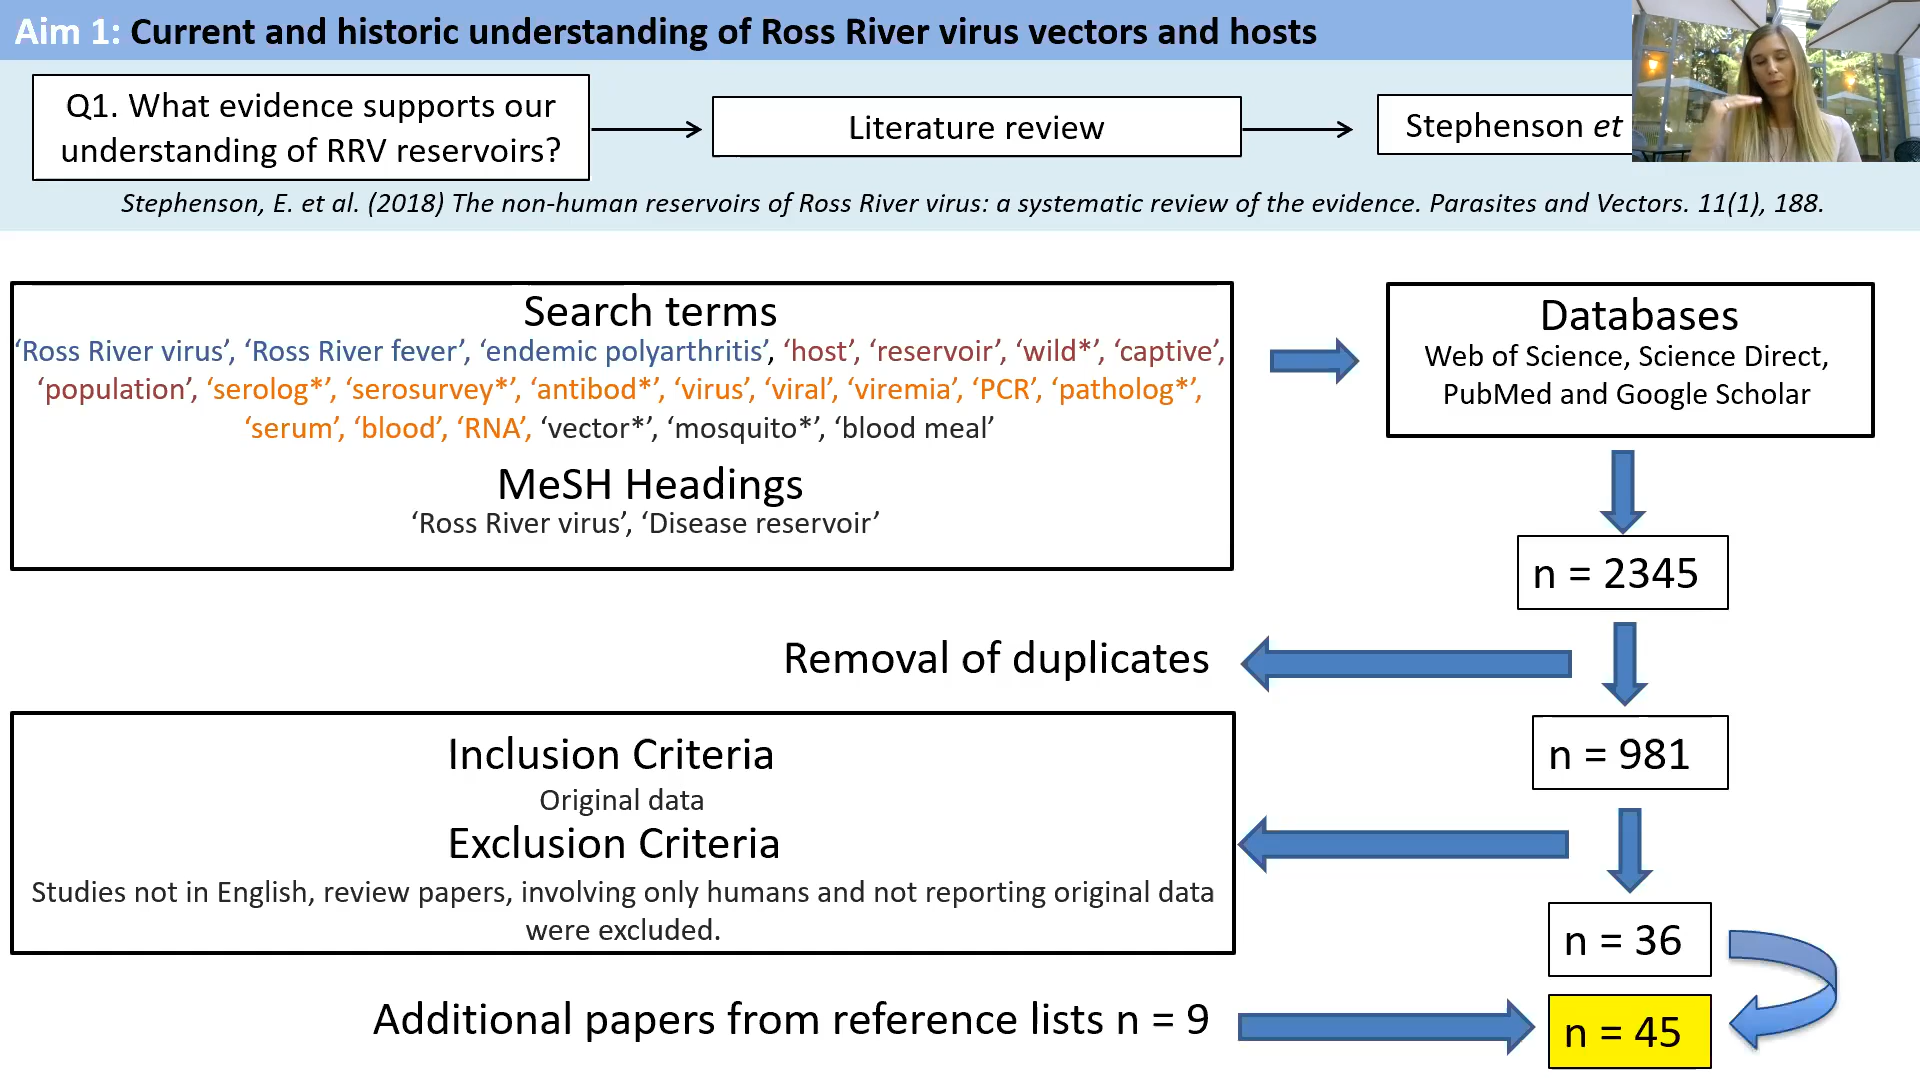 Aim 1: Current and historic understanding of Ross River virus vectors and hosts
Q1. What evidence supports our
understanding of RRV reservoirs?
Literature review
Stephenson et
Stephenson, E. et al. (2018) The non-human reservoirs of Ross River virus: a systematic review of the evidence. Parasites and Vectors. 11(1), 188.
Search terms
‘Ross River virus’, ‘Ross River fever’, ‘endemic polyarthritis’, ‘host’, ‘reservoir’, ‘wild*’, ‘captive’,
‘population’, ‘serolog*’, ‘serosurvey*’, ‘antibod*’, ‘virus’, ‘viral’, ‘viremia’, ‘PCR’, ‘patholog*’,
‘serum’, ‘blood’, ‘RNA’, ‘vector*’, ‘mosquito*’, ‘blood meal’
MeSH Headings
‘Ross River virus’, ‘Disease reservoir’
Databases
Web of Science, Science Direct,
PubMed and Google Scholar
n = 2345
Removal of duplicates
n = 981
Inclusion Criteria
Original data
Exclusion Criteria
Studies not in English, review papers, involving only humans and not reporting original data
were excluded.
n = 36
Additional papers from reference lists n = 9
n = 45